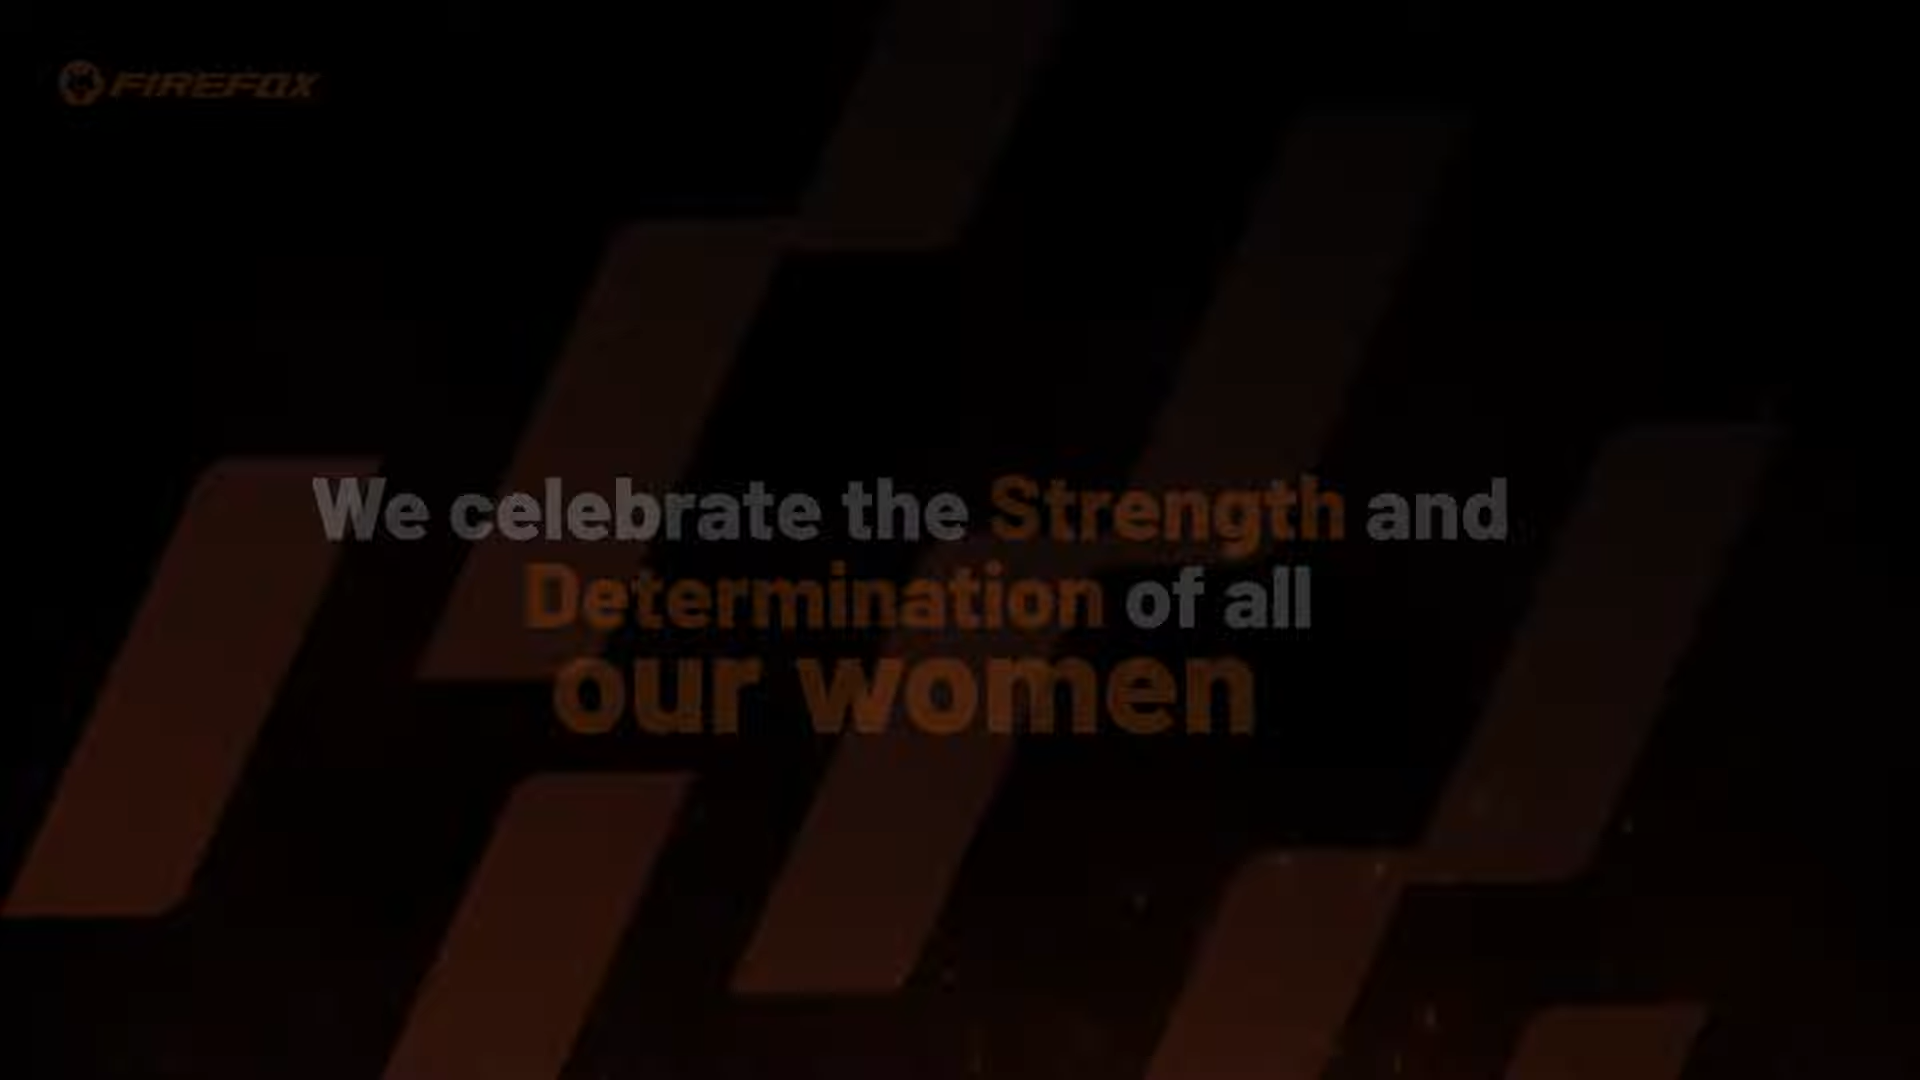 FIREFOX
We celebrate the Strength and
Determination of all
our women